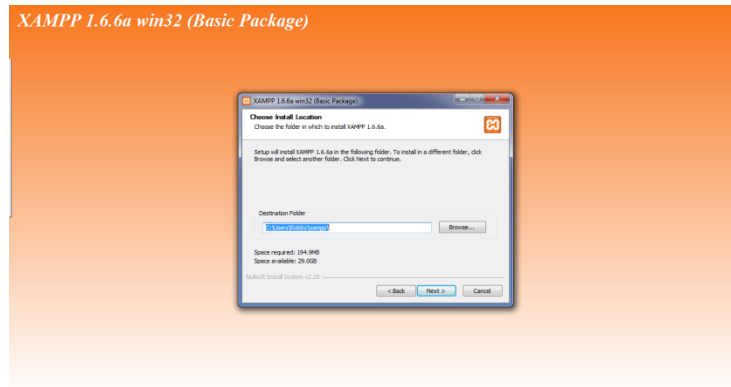 XAMPP 1.6.6a win32 (Basic Package)
XAMPP 1.6.6a win32 (Basic Package)
Choose Install Location
Choose the folder in which to install XAMPP 1.6.6a.
Setup will install XAMPP 1.6.6a in the following folder. To install in a different folder, click
Browse and select another folder. Click Next to continue.
Destination Folder
C:\Users\Robby\xampp\
Browse...
Space required: 194.9MB
Space available: 29.0GB
Nullsoft Install System v2.35
< Back
Next >
Cancel